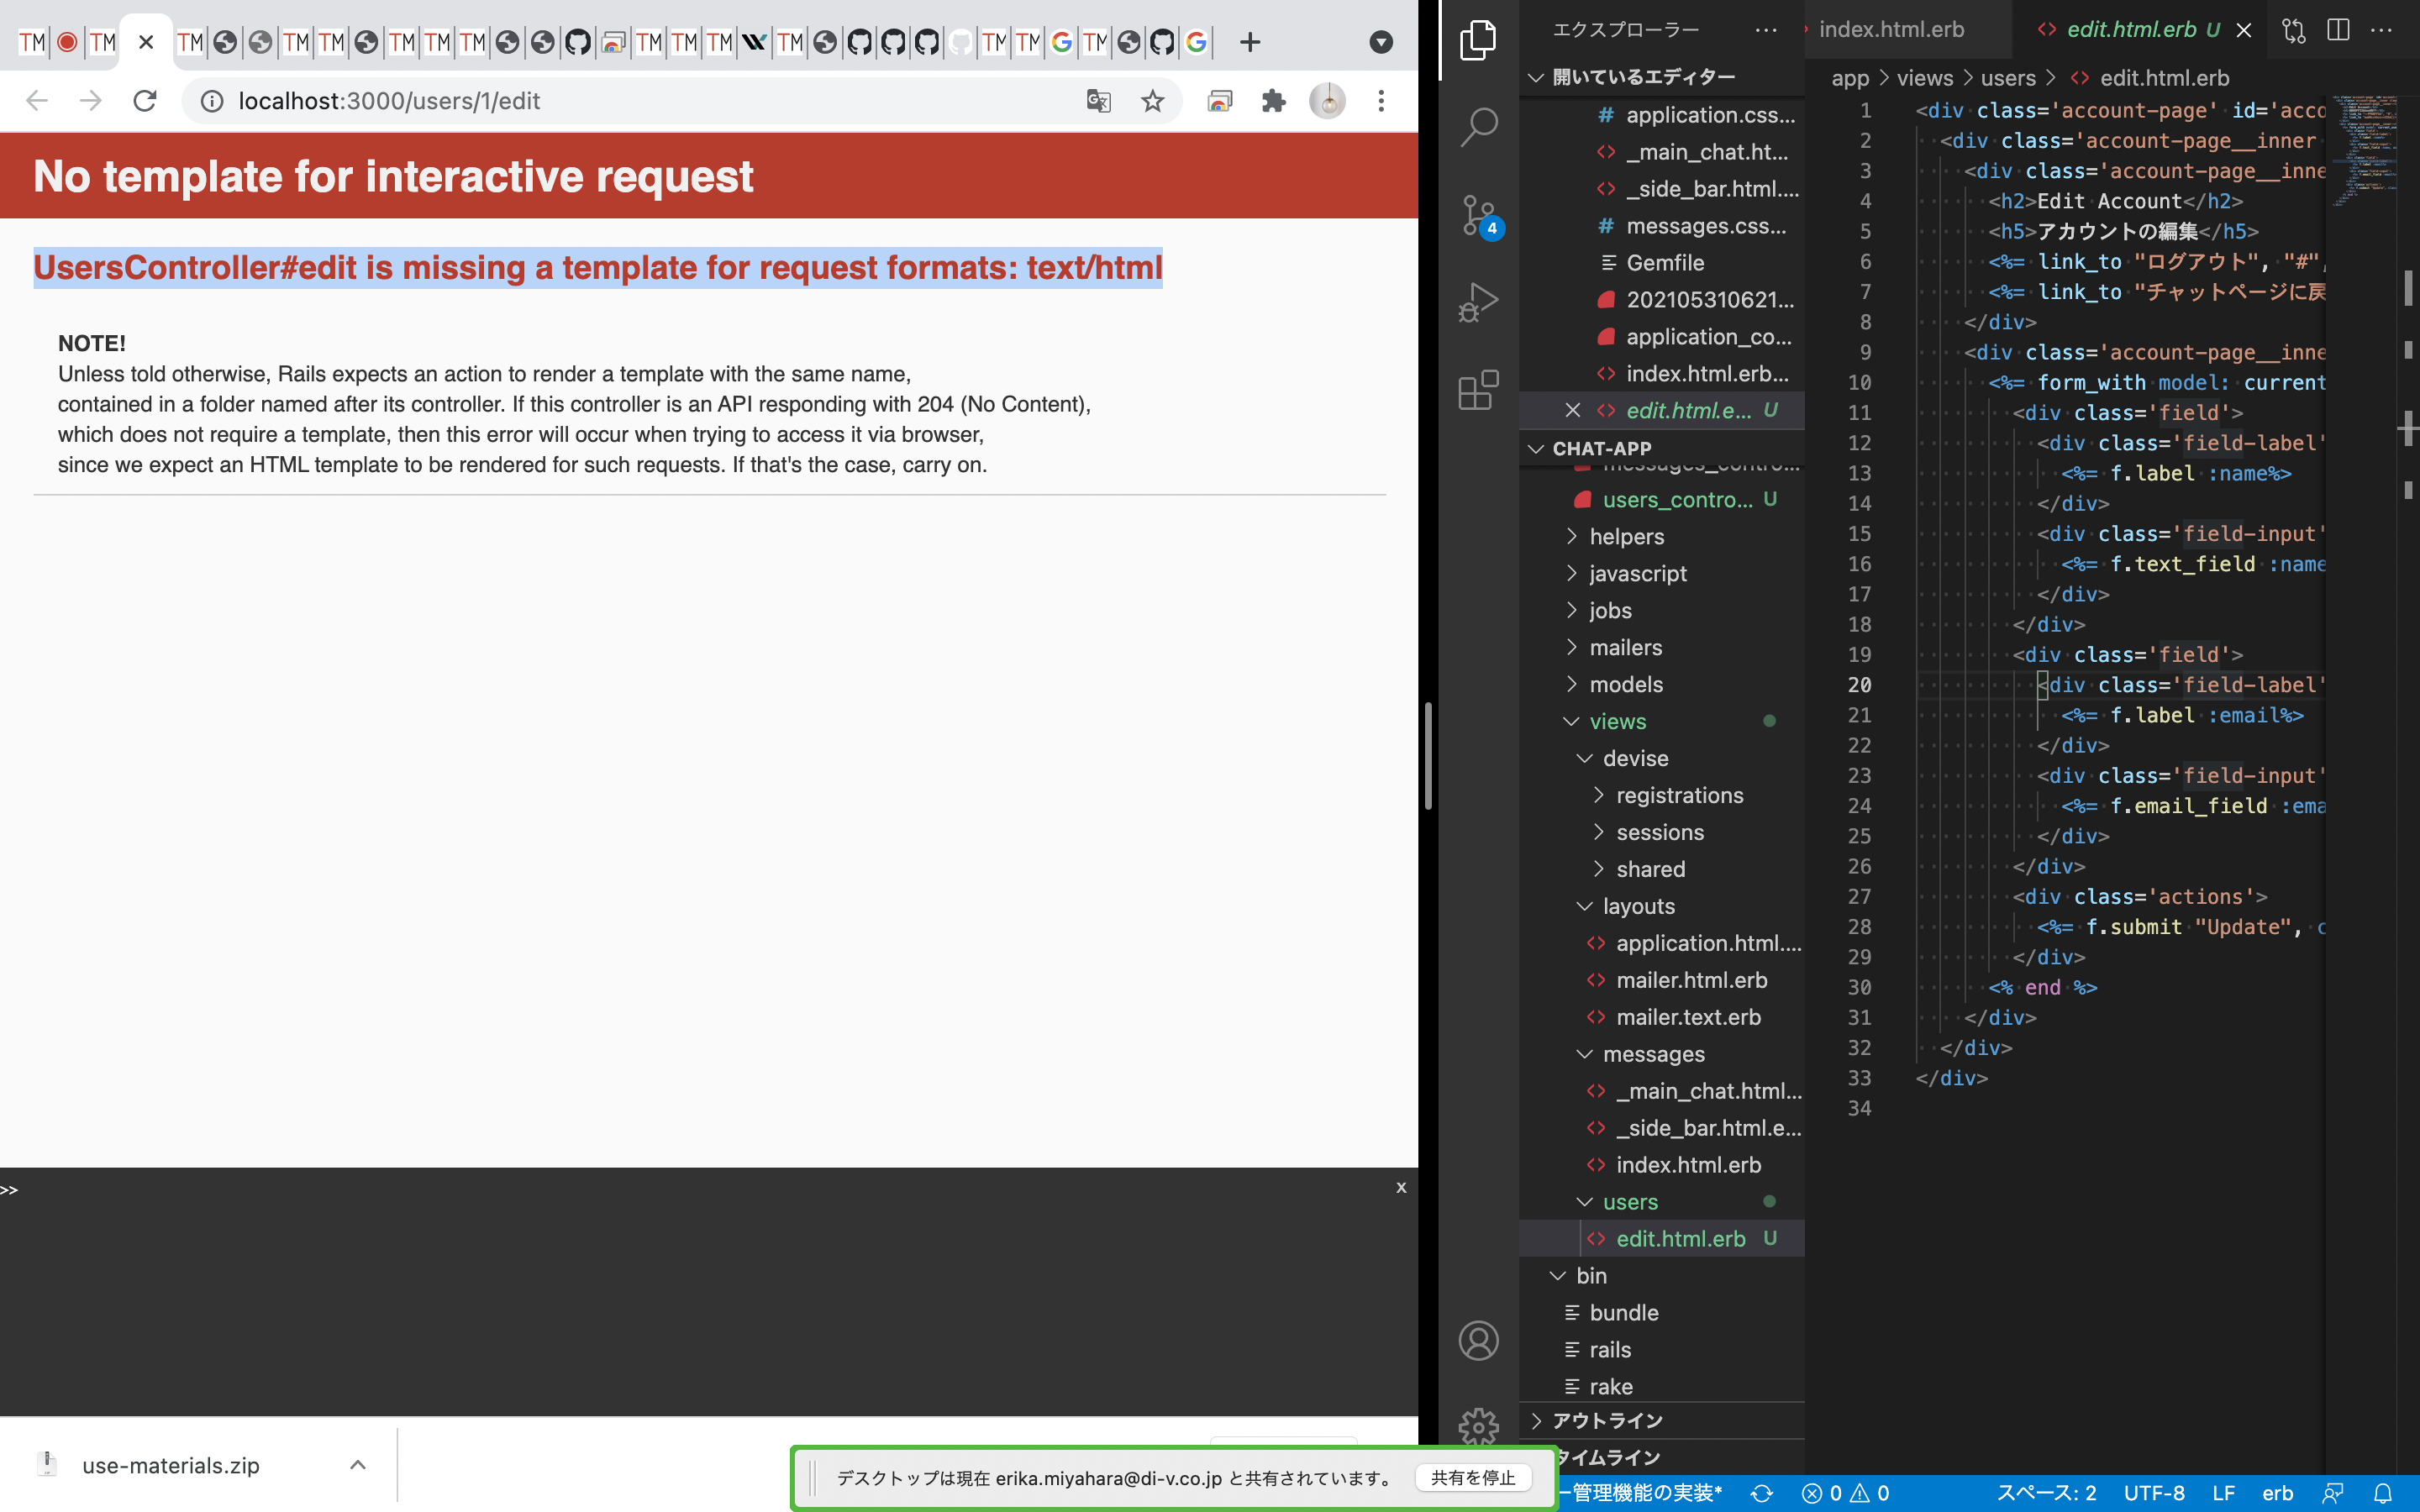 TM TM TM TM TM TM TM TM TM TM TM TM TM TM TM
localhost:3000/users/1/edit
No template for interactive request
UsersController#edit is missing a template for request formats: text/html
NOTE!
Unless told otherwise, Rails expects an action to render a template with the same name,
contained in a folder named after its controller. If this controller is an API responding with 204 (No Content),
which does not require a template, then this error will occur when trying to access it via browser,
since we expect an HTML template to be rendered for such requests. If that's the case, carry on.
>>
x
use-materials.zip
デスクトップは現在 erika.miyahara@di-v.co.jp と共有されています。
共有を停止
4
エクスプローラー
開いているエディター
application.css...
_main_chat.ht...
_side_bar.html....
messages.css...
Gemfile
202105310621...
application_co...
index.html.erb...
edit.html.e... U
CHAT-APP
messages_contro...
users_contro... U
helpers
javascript
jobs
mailers
models
views
devise
registrations
sessions
shared
layouts
application.html....
mailer.html.erb
mailer.text.erb
messages
_main_chat.html...
_side_bar.html.e...
index.html.erb
users
edit.html.erb U
bin
bundle
rails
rake
アウトライン
タイムライン
index.html.erb
edit.html.erb U
app > views > users > edit.html.erb
1 <div class='account-page' id='acco
2 <div class='account-page__inner
3 <div class='account-page__inne
4 <h2>Edit Account</h2>
5 <h5>アカウントの編集</h5>
6 <%= link_to "ログアウト", "#",
7 <%= link_to "チャットページに戻
8 </div>
9 <div class='account-page__inne
10 <%= form_with model: current
11 <div class='field'>
12 <div class='field-label'
13 <%= f.label :name%>
14 </div>
15 <div class='field-input'
16 <%= f.text_field :name
17 </div>
18 </div>
19 <div class='field'>
20 <div class='field-label'
21 <%= f.label :email%>
22 </div>
23 <div class='field-input'
24 <%= f.email_field :ema
25 </div>
26 </div>
27 <div class='actions'>
28 <%= f.submit "Update", c
29 </div>
30 <% end %>
31 </div>
32 </div>
33 </div>
34
ー管理機能の実装* 0 0 スペース: 2 UTF-8 LF erb